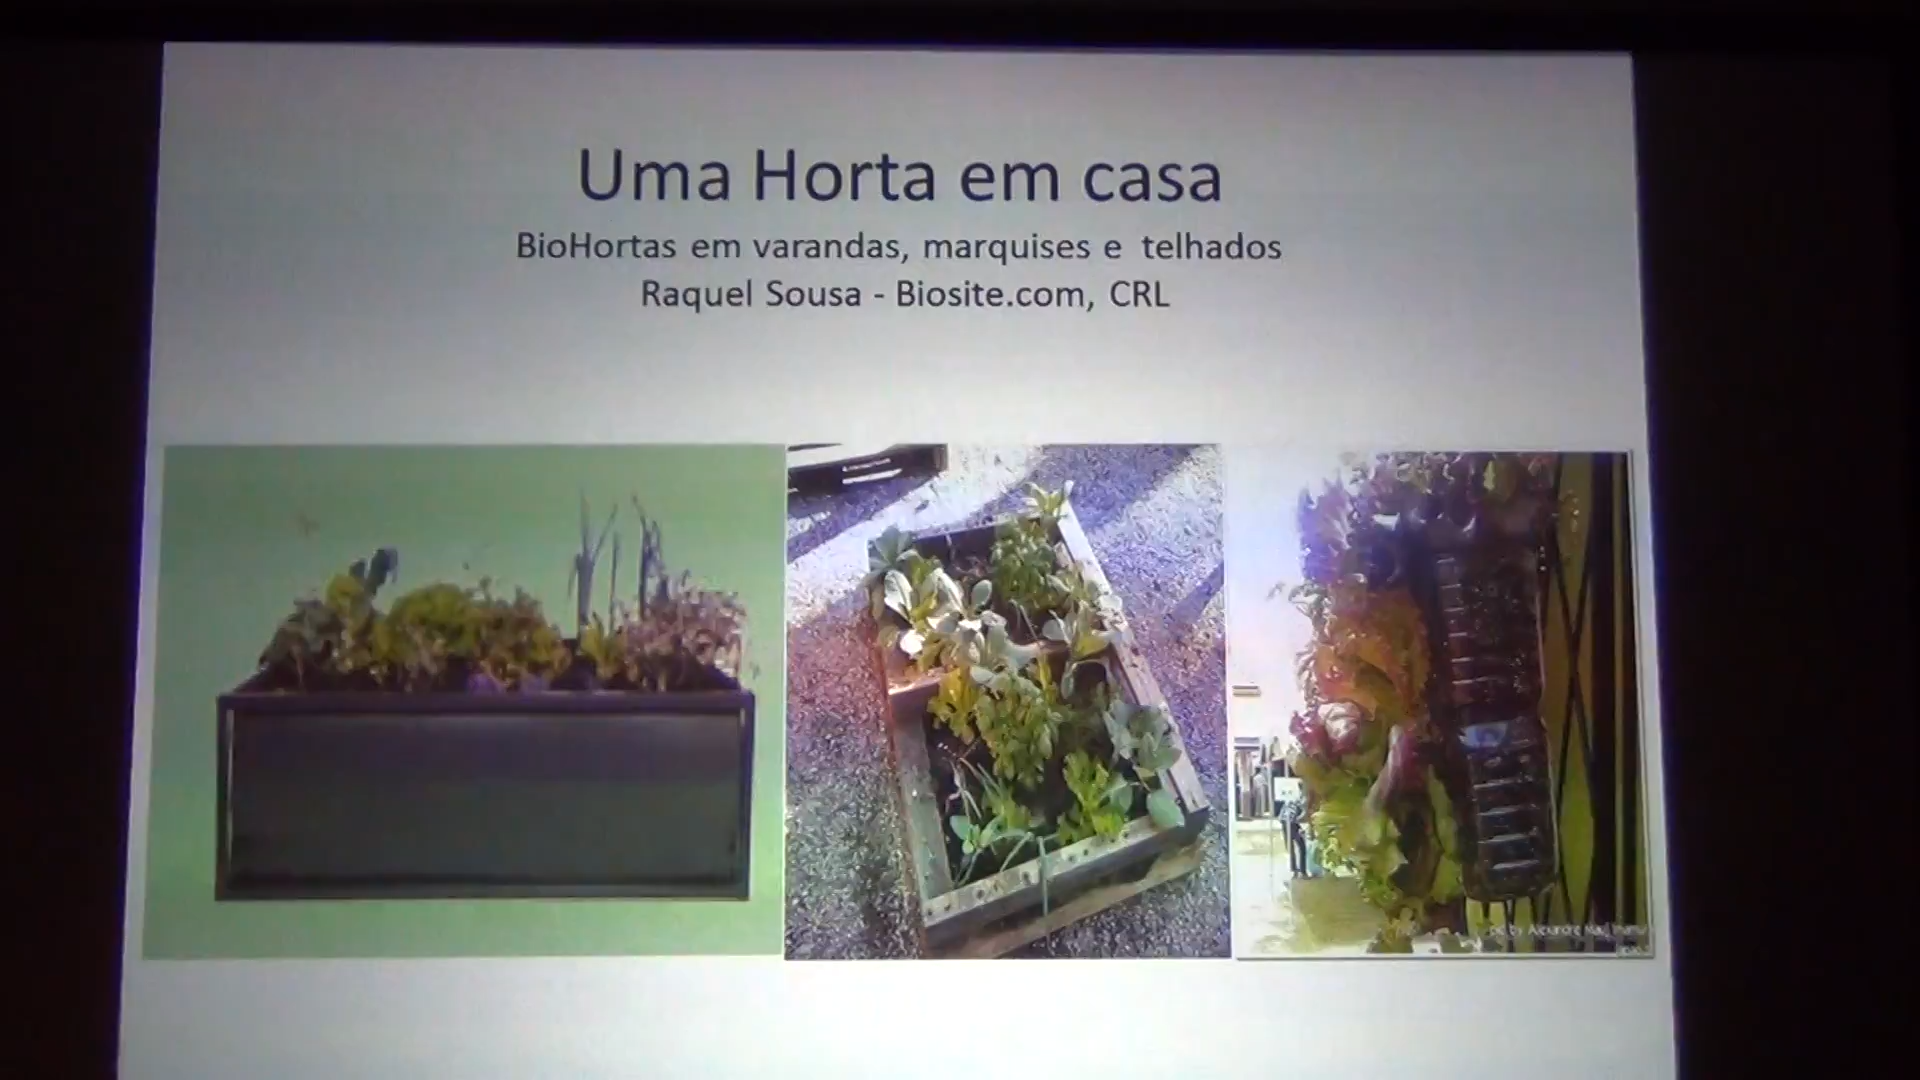 Uma Horta em casa
BioHortas em varandas, marquises e telhados
Raquel Sousa - Biosite.com, CRL